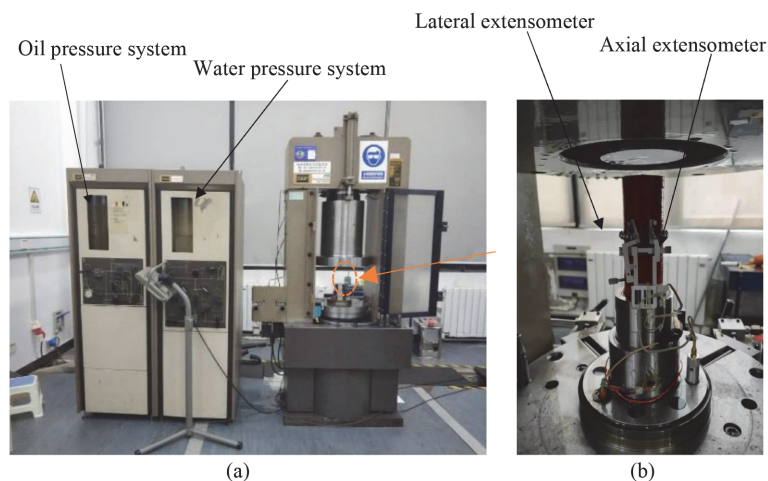 Lateral extensometer
Oil pressure system
Axial extensometer
Water pressure system
(a)
(b)